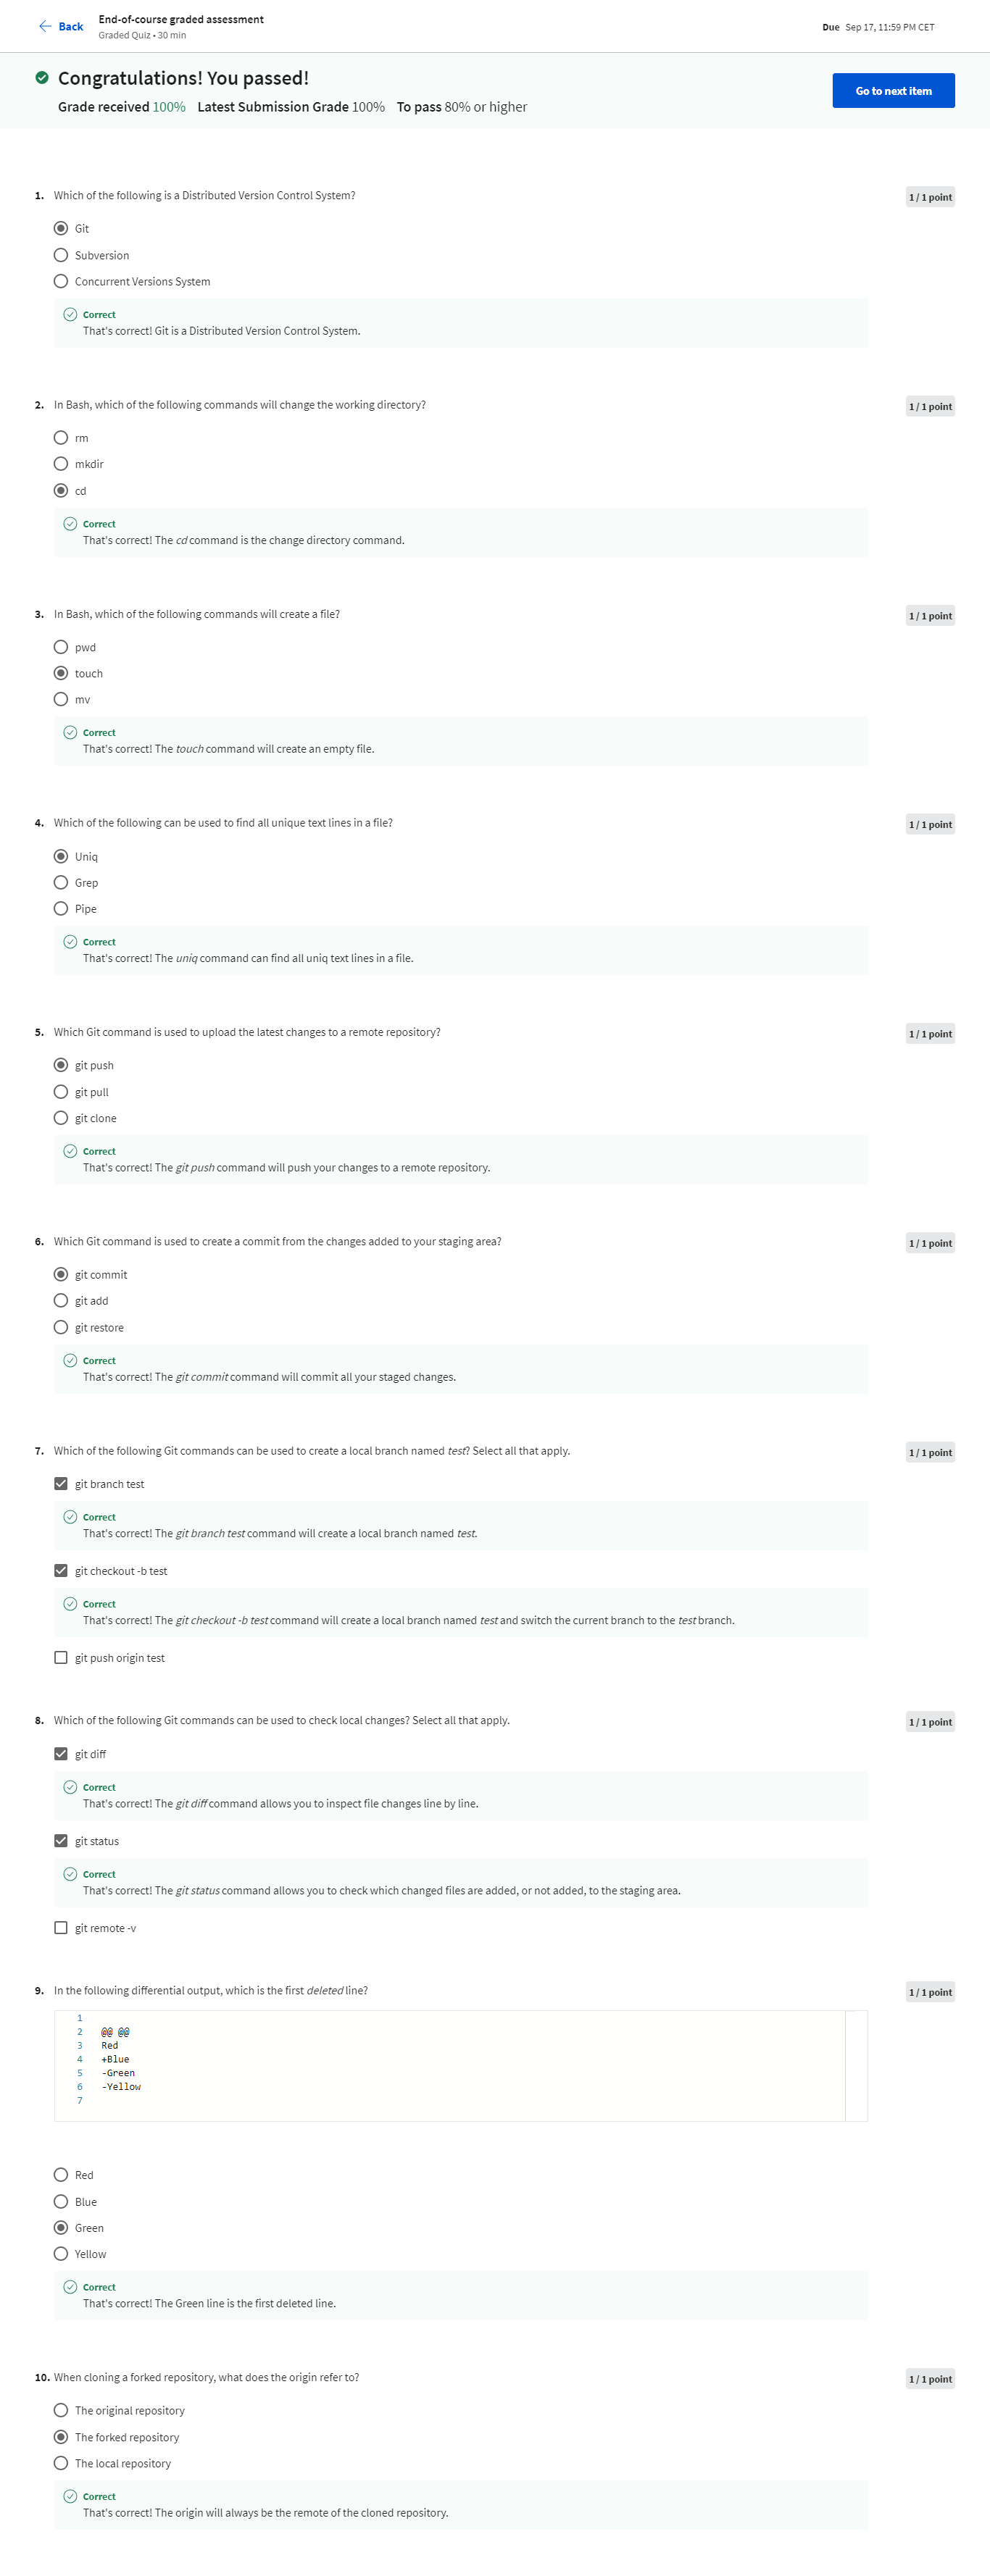 Back
End-of-course graded assessment
Graded Quiz • 30 min
Due Sep 17, 11:59 PM CET
Congratulations! You passed!
Grade received 100% Latest Submission Grade 100% To pass 80% or higher
Go to next item
1. Which of the following is a Distributed Version Control System?
1 / 1 point
Git
Subversion
Concurrent Versions System
Correct
That's correct! Git is a Distributed Version Control System.
2. In Bash, which of the following commands will change the working directory?
1 / 1 point
rm
mkdir
cd
Correct
That's correct! The cd command is the change directory command.
3. In Bash, which of the following commands will create a file?
1 / 1 point
pwd
touch
mv
Correct
That's correct! The touch command will create an empty file.
4. Which of the following can be used to find all unique text lines in a file?
1 / 1 point
Uniq
Grep
Pipe
Correct
That's correct! The uniq command can find all uniq text lines in a file.
5. Which Git command is used to upload the latest changes to a remote repository?
1 / 1 point
git push
git pull
git clone
Correct
That's correct! The git push command will push your changes to a remote repository.
6. Which Git command is used to create a commit from the changes added to your staging area?
1 / 1 point
git commit
git add
git restore
Correct
That's correct! The git commit command will commit all your staged changes.
7. Which of the following Git commands can be used to create a local branch named test? Select all that apply.
1 / 1 point
git branch test
Correct
That's correct! The git branch test command will create a local branch named test.
git checkout -b test
Correct
That's correct! The git checkout -b test command will create a local branch named test and switch the current branch to the test branch.
git push origin test
8. Which of the following Git commands can be used to check local changes? Select all that apply.
1 / 1 point
git diff
Correct
That's correct! The git diff command allows you to inspect file changes line by line.
git status
Correct
That's correct! The git status command allows you to check which changed files are added, or not added, to the staging area.
git remote -v
9. In the following differential output, which is the first deleted line?
1 / 1 point
1
2 @@ @@
3 Red
4 +Blue
5 -Green
6 -Yellow
7
Red
Blue
Green
Yellow
Correct
That's correct! The Green line is the first deleted line.
10. When cloning a forked repository, what does the origin refer to?
1 / 1 point
The original repository
The forked repository
The local repository
Correct
That's correct! The origin will always be the remote of the cloned repository.